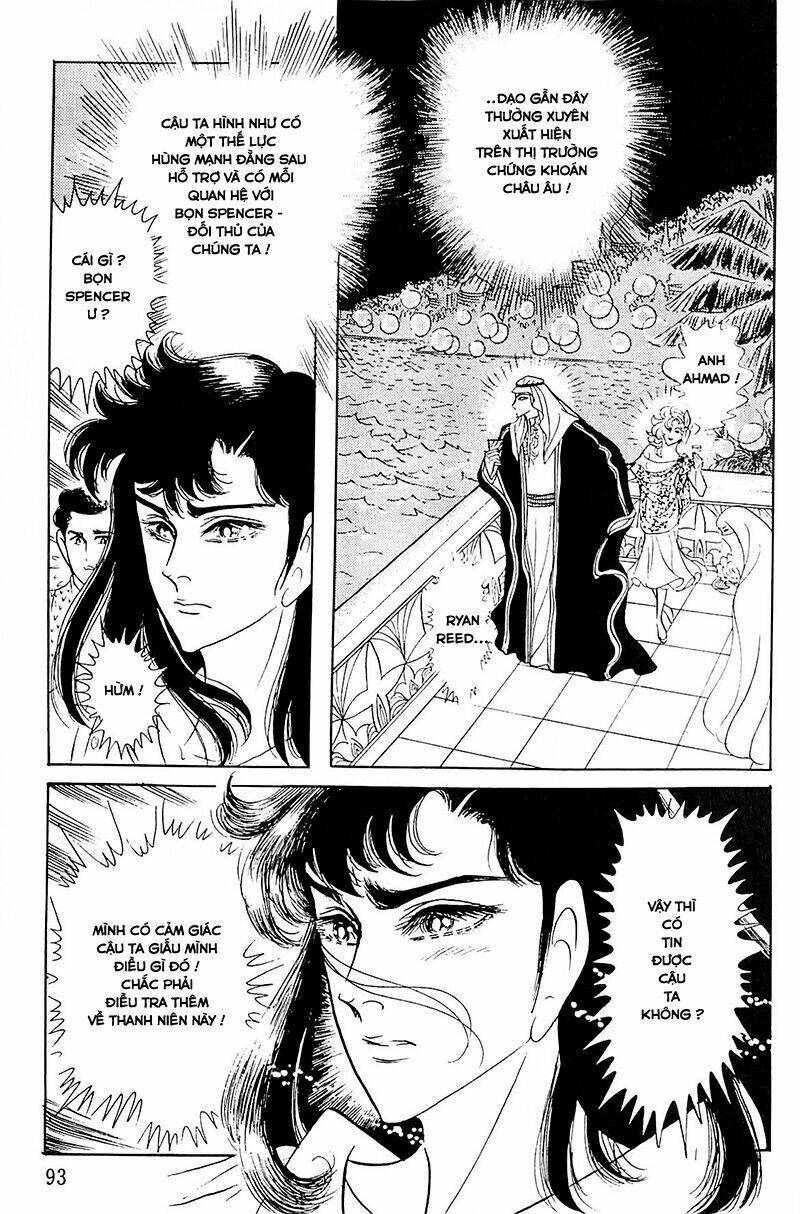 ..DẠO GẦN ĐÂY
THƯỜNG XUYÊN
XUẤT HIỆN
TRÊN THỊ TRƯỜNG
CHỨNG KHOÁN
CHÂU ÂU !
ANH
AHMAD !
RYAN
REED...
CẬU TA HÌNH NHƯ CÓ
MỘT THẾ LỰC
HÙNG MẠNH ĐẰNG SAU
HỖ TRỢ VÀ CÓ MỐI
QUAN HỆ VỚI
BỌN SPENCER -
ĐỐI THỦ CỦA
CHÚNG TA !
CÁI GÌ ?
BỌN
SPENCER
Ư ?
HỪM !
VẬY THÌ
CÓ
TIN
ĐƯỢC
CẬU
TA
KHÔNG ?
MÌNH CÓ CẢM GIÁC
CẬU TA GIẤU MÌNH
ĐIỀU GÌ ĐÓ !
CHẮC PHẢI
ĐIỀU TRA THÊM
VỀ THANH NIÊN NÀY !
93